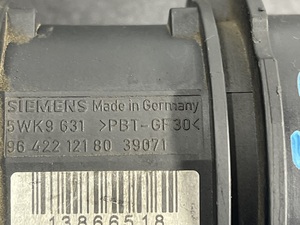 SIEMENS Made in Germany
5WK9 631 >PBT-GF30<
96 422 121 80 39071
13866518